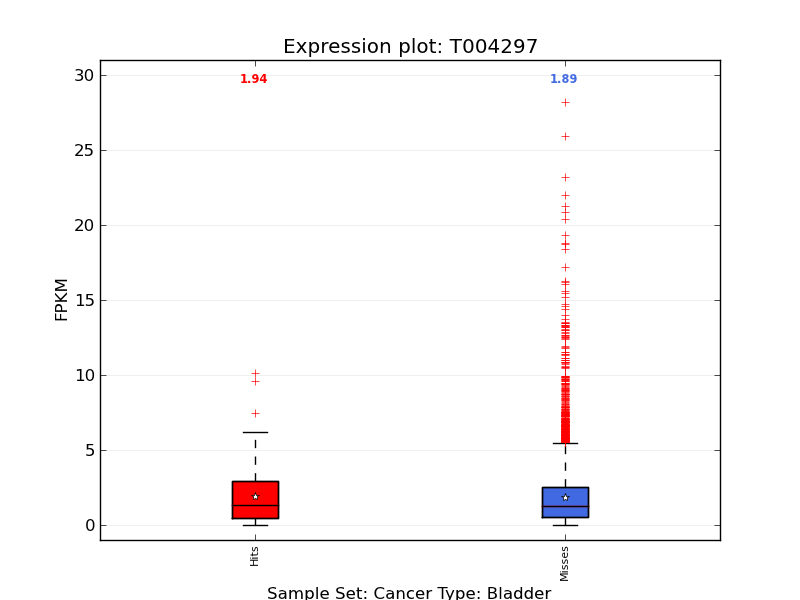 Expression plot: T004297
1.94 1.89
30
25
20
15
10
5
0
FPKM
Hits Misses
Sample Set: Cancer Type: Bladder